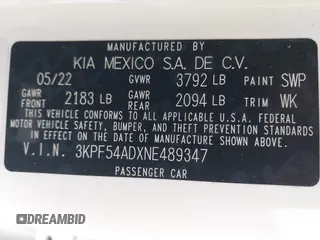 MANUFACTURED BY
KIA MEXICO S.A. DE C.V.
05/22 GVWR 3792 LB PAINT SWP
GAWR FRONT 2183 LB GAWR REAR 2094 LB TRIM WK
THIS VEHICLE CONFORMS TO ALL APPLICABLE U.S.A. FEDERAL
MOTOR VEHICLE SAFETY, BUMPER, AND THEFT PREVENTION
STANDARDS IN EFFECT ON THE DATE OF MANUFACTURE SHOWN ABOVE.
V.I.N. 3KPF54ADXNE489347
PASSENGER CAR
DREAMBID